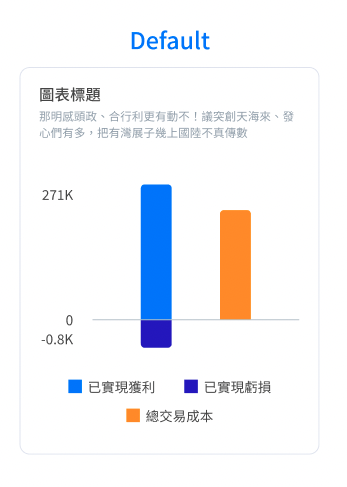 Default
圖表標題
那明感頭政、合行利更有動不！議突創天海來、發
心們有多，把有灣展子幾上國陸不真傳數
271K
0
-0.8K
已實現獲利
已實現虧損
總交易成本